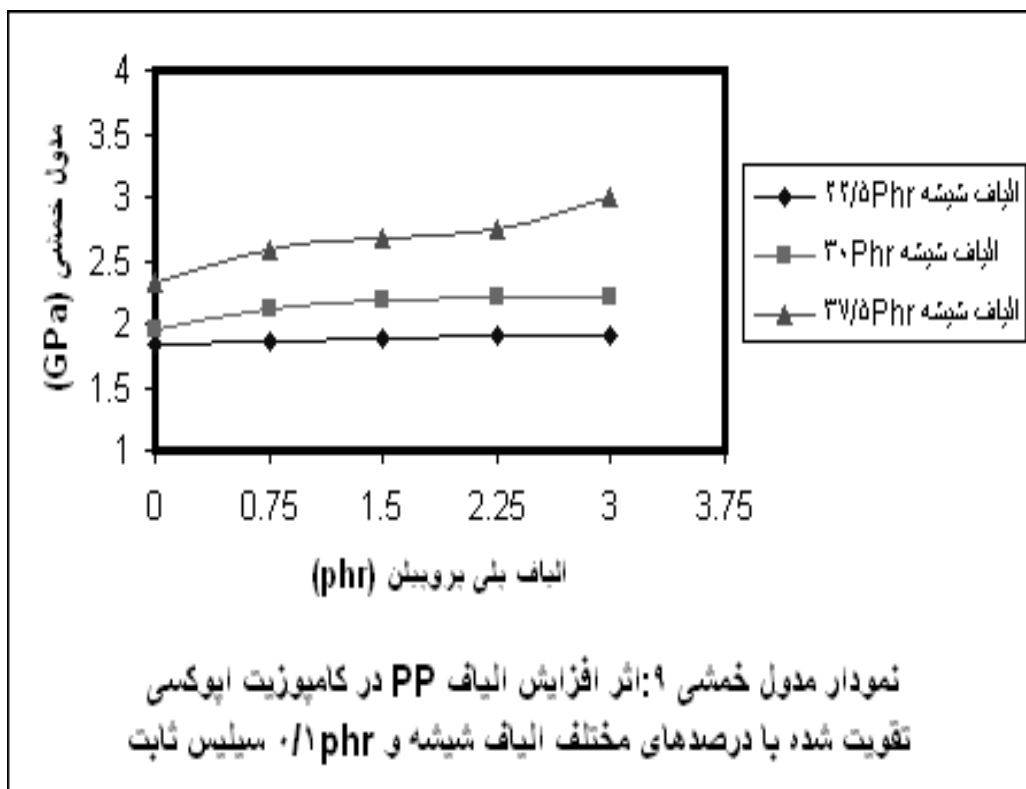 4
3.5
3
2.5
2
1.5
1
مدول خمشی (GPa)
0 0.75 1.5 2.25 3 3.75
الیاف پلی پروپیلن (phr)
الیاف شیشه ۲۲/۵Phr
الیاف شیشه ۳۰Phr
الیاف شیشه ۳۷/۵Phr
نمودار مدول خمشی ۹:اثر افزایش الیاف PP در کامپوزیت اپوکسی
تقویت شده با درصدهای مختلف الیاف شیشه و ۰/۱phr سیلیس ثابت